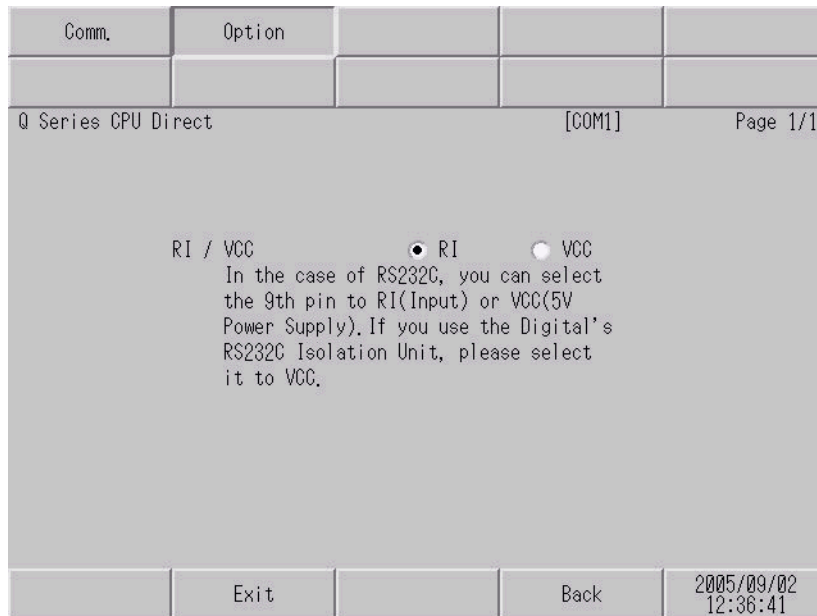 Comm. Option
Q Series CPU Direct [COM1] Page 1/1
RI / VCC RI VCC
In the case of RS232C, you can select
the 9th pin to RI(Input) or VCC(5V
Power Supply).If you use the Digital's
RS232C Isolation Unit, please select
it to VCC.
Exit Back 2005/09/02
12:36:41